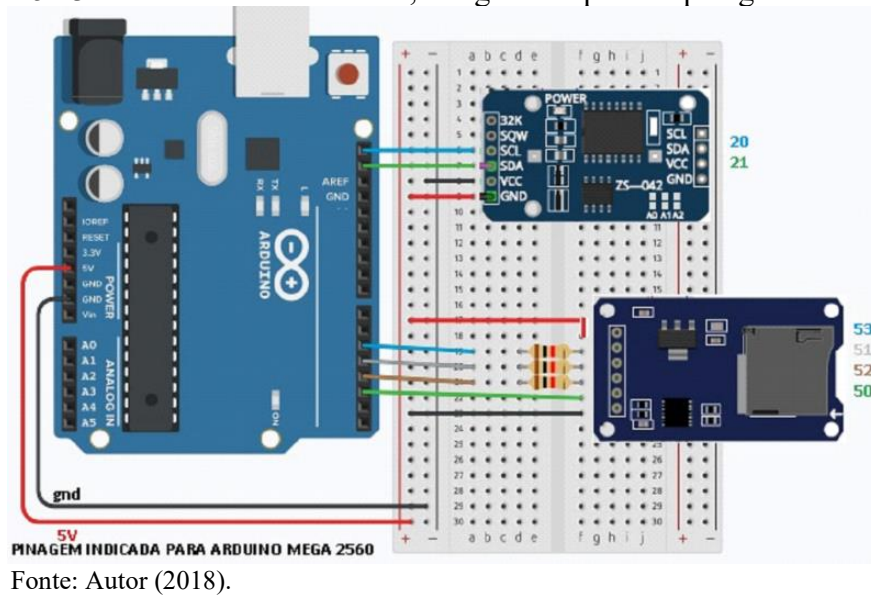 AREF
GND
RX
TX
L
ARDUINO
ON
IOREF
RESET
3.3V
5V
GND
GND
Vin
POWER
A0
A1
A2
A3
A4
A5
ANALOG IN
a b c d e f g h i j
POWER
32K
SQW
SCL
SDA
VCC
GND
SCL
SDA
VCC
GND
ZS-042
A0 A1 A2
20
21
53
51
52
50
a b c d e f g h i j
gnd
5V
PINAGEM INDICADA PARA ARDUINO MEGA 2560
Fonte: Autor (2018).